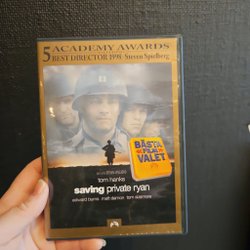 5 ACADEMY AWARDS
BEST DIRECTOR 1998 - Steven Spielberg
BÄSTA
FILM
VALET
tom hanks
saving private ryan
edward burns matt damon tom sizemore